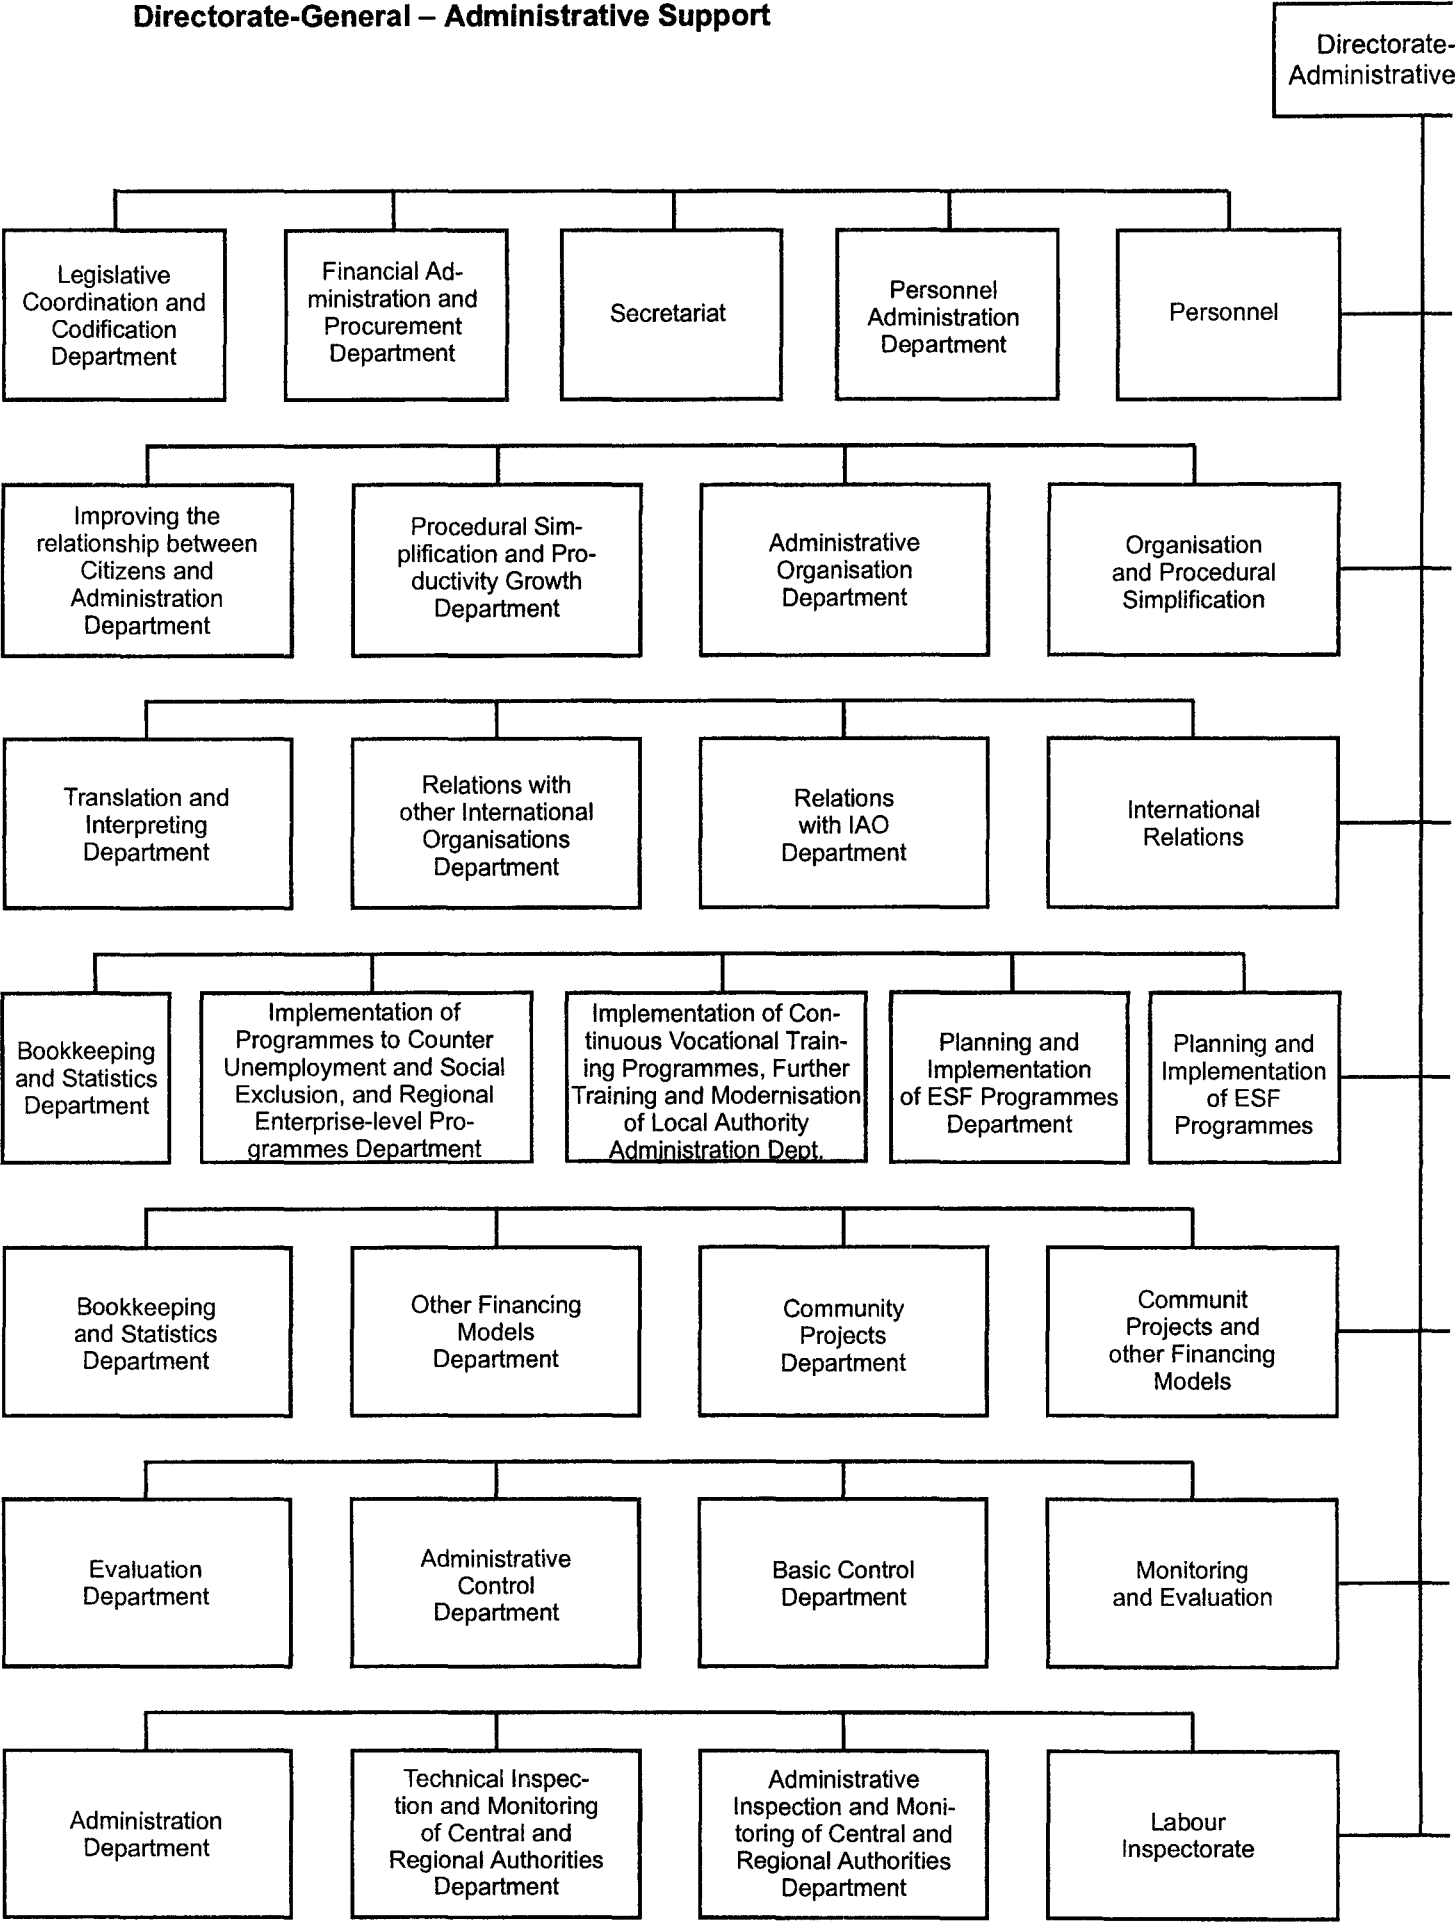 Directorate-General – Administrative Support
Directorate-
Administrative
Legislative
Coordination and
Codification
Department
Financial Ad-
ministration and
Procurement
Department
Secretariat
Personnel
Administration
Department
Personnel
Improving the
relationship between
Citizens and
Administration
Department
Procedural Sim-
plification and Pro-
ductivity Growth
Department
Administrative
Organisation
Department
Organisation
and Procedural
Simplification
Translation and
Interpreting
Department
Relations with
other International
Organisations
Department
Relations
with IAO
Department
International
Relations
Bookkeeping
and Statistics
Department
Implementation of
Programmes to Counter
Unemployment and Social
Exclusion, and Regional
Enterprise-level Pro-
grammes Department
Implementation of Con-
tinuous Vocational Train-
ing Programmes, Further
Training and Modernisation
of Local Authority
Administration Dept.
Planning and
Implementation
of ESF Programmes
Department
Planning and
Implementation
of ESF
Programmes
Bookkeeping
and Statistics
Department
Other Financing
Models
Department
Community
Projects
Department
Communit
Projects and
other Financing
Models
Evaluation
Department
Administrative
Control
Department
Basic Control
Department
Monitoring
and Evaluation
Administration
Department
Technical Inspec-
tion and Monitoring
of Central and
Regional Authorities
Department
Administrative
Inspection and Moni-
toring of Central and
Regional Authorities
Department
Labour
Inspectorate